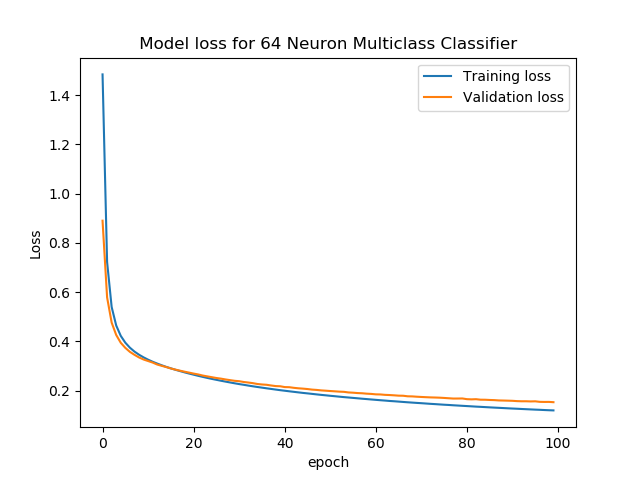 Model loss for 64 Neuron Multiclass Classifier
Training loss
Validation loss
Loss
1.4
1.2
1.0
0.8
0.6
0.4
0.2
0 20 40 60 80 100
epoch